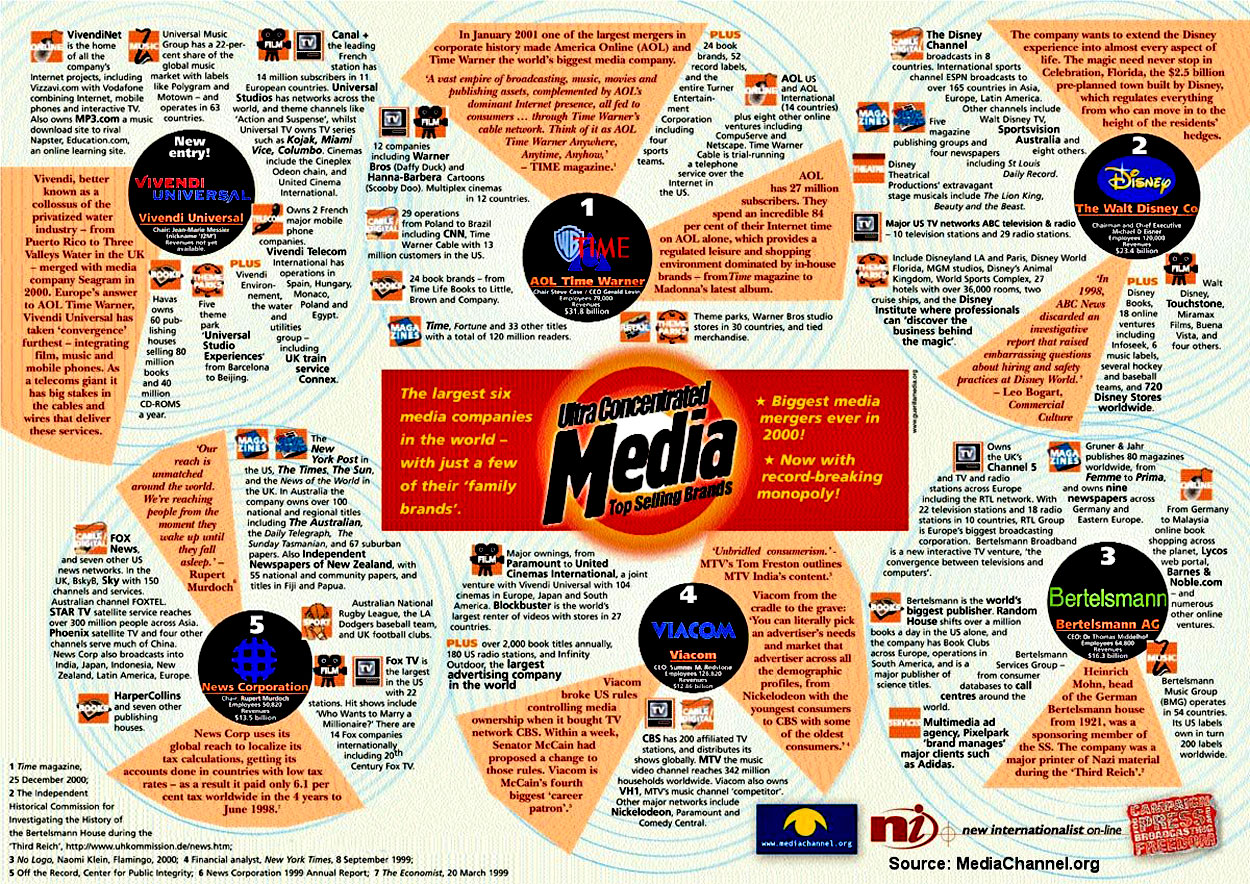 ONLINE
VivendiNet
is the home
of all the
company's
Internet projects, including
Vizzavi.com with Vodafone
combining Internet, mobile
phones and interactive TV.
Also owns MP3.com a music
download site to rival
Napster, Education.com,
an online learning site.
MUSIC
Universal Music
Group has a 22-per-
cent share of the
global music
market with labels
like Polygram and
Motown – and
operates in 63
countries.
FILM
TV
Canal +
the leading
French
station has
14 million subscribers in 11
European countries. Universal
Studios has networks across the
world, and theme channels like
'Action and Suspense', whilst
Universal TV owns TV series
such as Kojak, Miami
Vice, Columbo. Cinemas
include the Cineplex
Odeon chain, and
United Cinema
International.
New
entry!
VIVENDI
UNIVERSAL
Vivendi Universal
Chair: Jean-Marie Messier
(nickname 'J2M')
Revenues not yet
available.
Vivendi, better
known as a
collossus of the
privatized water
industry – from
Puerto Rico to Three
Valleys Water in the UK
– merged with media
company Seagram in
2000. Europe's answer
to AOL Time Warner,
Vivendi Universal has
taken 'convergence'
furthest – integrating
film, music and
mobile phones. As
a telecoms giant it
has big stakes in
the cables and
wires that deliver
these services.
TELECOM
Owns 2 French
major mobile
phone
companies.
Vivendi Telecom
International has
operations in
Spain, Hungary,
Monaco,
Poland and
Egypt.
BOOKS
Havas
owns
60 pub-
lishing
houses
selling 80
million
books
and 40
million
CD-ROMS
a year.
THEME PARKS
Five
theme
park
'Universal
Studio
Experiences'
from Barcelona
to Beijing.
PLUS
Vivendi
Environ-
nement,
the water
and
utilities
group –
including
UK train
service
Connex.
In January 2001 one of the largest mergers in
corporate history made America Online (AOL) and
Time Warner the world's biggest media company.
'A vast empire of broadcasting, music, movies and
publishing assets, complemented by AOL's
dominant Internet presence, all fed to
consumers … through Time Warner's
cable network. Think of it as AOL
Time Warner Anywhere,
Anytime, Anyhow,'
– TIME magazine.¹
TV
FILM
12 companies
including Warner
Bros (Daffy Duck) and
Hanna-Barbera Cartoons
(Scooby Doo). Multiplex cinemas
in 12 countries.
CABLE DIGITAL
29 operations
from Poland to Brazil
including CNN, Time
Warner Cable with 13
million customers in the US.
BOOKS
24 book brands – from
Time Life Books to Little,
Brown and Company.
MAGAZINES
Time, Fortune and 33 other titles
with a total of 120 million readers.
PLUS
24 book
brands, 52
record labels,
and the
entire Turner
Entertain-
ment
Corporation
including
four
sports
teams.
ONLINE
AOL US
and AOL
International
(14 countries)
plus eight other online
ventures including
CompuServe and
Netscape. Time Warner
Cable is trial-running
a telephone
service over the
Internet in
the US.
1
WB TIME
AOL Time Warner
Chair Steve Case / CEO Gerald Levin
Employees 79,000
Revenues
$31.8 billion
AOL
has 27 million
subscribers. They
spend an incredible 84
per cent of their Internet time
on AOL alone, which provides a
regulated leisure and shopping
environment dominated by in-house
brands – from Time magazine to
Madonna's latest album.
RETAIL
THEME PARKS
Theme parks, Warner Bros studio
stores in 30 countries, and tied
merchandise.
CABLE DIGITAL
The Disney
Channel
broadcasts in 8
countries. International sports
channel ESPN broadcasts to
over 165 countries in Asia,
Europe, Latin America.
Other channels include
Walt Disney TV,
Sportsvision
Australia and
eight others.
The company wants to extend the Disney
experience into almost every aspect of
life. The magic need never stop in
Celebration, Florida, the $2.5 billion
pre-planned town built by Disney,
which regulates everything
from who can move in to the
height of the residents'
hedges.
MAGAZINES
Five
magazine
publishing groups and
four newspapers
including St Louis
Daily Record.
THEATRE
Disney
Theatrical
Productions' extravagant
stage musicals include The Lion King,
Beauty and the Beast.
TV
Major US TV networks ABC television & radio
– 10 television stations and 29 radio stations.
THEME PARKS
Include Disneyland LA and Paris, Disney World
Florida, MGM studios, Disney's Animal
Kingdom, World Sports Complex, 27
hotels with over 36,000 rooms, two
cruise ships, and the Disney
Institute where professionals
can 'discover the
business behind
the magic'.
2
Disney
The Walt Disney Co
Chairman and Chief Executive
Michael D Eisner
Employees 120,000
Revenues
$23.4 billion
'In
1998,
ABC News
discarded an
investigative
report that raised
embarrassing questions
about hiring and safety
practices at Disney World.'
– Leo Bogart,
Commercial
Culture
PLUS
Disney
Books,
18 online
ventures
including
Infoseek, 6
music labels,
several hockey
and baseball
teams, and 720
Disney Stores
worldwide.
FILM
Walt
Disney,
Touchstone,
Miramax
Films, Buena
Vista, and
four others.
The largest six
media companies
in the world –
with just a few
of their 'family
brands'.
Ultra Concentrated
Media
Top Selling Brands
★ Biggest media
mergers ever in
2000!
★ Now with
record-breaking
monopoly!
www.guerillamedia.org
'Our
reach is
unmatched
around the world.
We're reaching
people from the
moment they
wake up until
they fall
asleep.' –
Rupert
Murdoch⁶
MAGAZINES
The
New
York Post in
the US, The Times, The Sun,
and the News of the World in
the UK. In Australia the
company owns over 100
national and regional titles
including The Australian,
the Daily Telegraph, The
Sunday Tasmanian, and 67 suburban
papers. Also Independent
Newspapers of New Zealand, with
55 national and community papers, and
titles in Fiji and Papua.
CABLE DIGITAL
FOX
News,
and seven other US
news networks. In the
UK, BskyB, Sky with 150
channels and services.
Australian channel FOXTEL.
STAR TV satellite service reaches
over 300 million people across Asia.
Phoenix satellite TV and four other
channels serve much of China.
News Corp also broadcasts into
India, Japan, Indonesia, New
Zealand, Latin America, Europe.
BOOKS
HarperCollins
and seven other
publishing
houses.
5
News Corporation
Chair: Rupert Murdoch
Employees 50,820
Revenues
$13.5 billion
SPORT
Australian National
Rugby League, the LA
Dodgers baseball team,
and UK football clubs.
FILM
TV
Fox TV is
the largest
in the US
with 22
stations. Hit shows include
'Who Wants to Marry a
Millionaire?' There are
14 Fox companies
internationally
including 20th
Century Fox TV.
News Corp uses its
global reach to localize its
tax calculations, getting its
accounts done in countries with low tax
rates – as a result it paid only 6.1 per
cent tax worldwide in the 4 years to
June 1998.⁷
FILM
Major ownings, from
Paramount to United
Cinemas International, a joint
venture with Vivendi Universal with 104
cinemas in Europe, Japan and South
America. Blockbuster is the world's
largest renter of videos with stores in 27
countries.
PLUS over 2,000 book titles annually,
180 US radio stations, and Infinity
Outdoor, the largest
advertising company
in the world
4
VIACOM
Viacom
CEO: Sumner M. Redstone
Employees 126,820
Revenues
$12.86 billion
'Unbridled consumerism.' -
MTV's Tom Freston outlines
MTV India's content.³
Viacom from the
cradle to the grave:
'You can literally pick
an advertiser's needs
and market that
advertiser across all
the demographic
profiles, from
Nickelodeon with the
youngest consumers
to CBS with some
of the oldest
consumers.'⁴
Viacom
broke US rules
controlling media
ownership when it bought TV
network CBS. Within a week,
Senator McCain had
proposed a change to
those rules. Viacom is
McCain's fourth
biggest 'career
patron'.⁵
TV
CABLE DIGITAL
CBS has 200 affiliated TV
stations, and distributes its
shows globally. MTV the music
video channel reaches 342 million
households worldwide. Viacom also owns
VH1, MTV's music channel 'competitor'.
Other major networks include
Nickelodeon, Paramount and
Comedy Central.
TV
Owns
the UK's
Channel 5
and TV and radio
stations across Europe
including the RTL network. With
22 television stations and 18 radio
stations in 10 countries, RTL Group
is Europe's biggest broadcasting
corporation. Bertelsmann Broadband
is a new interactive TV venture, 'the
convergence between televisions and
computers'.
MAGAZINES
Gruner & Jahr
publishes 80 magazines
worldwide, from
Femme to Prima,
and owns nine
newspapers across
Germany and
Eastern Europe.
ONLINE
From Germany
to Malaysia
online book
shopping across
the planet, Lycos
web portal,
Barnes &
Noble.com
– and
numerous
other online
ventures.
BOOKS
Bertelsmann is the world's
biggest publisher. Random
House shifts over a million
books a day in the US alone, and
the company has Book Clubs
across Europe, operations in
South America, and is a
major publisher of
science titles.
Bertelsmann
Services Group –
from consumer
databases to call
centres around the
world.
SERVICES
Multimedia ad
agency, Pixelpark
'brand manages'
major clients such
as Adidas.
3
Bertelsmann
Bertelsmann AG
CEO: Dr Thomas Middelhoff
Employees 64,800
Revenues
$16.3 billion
MUSIC
Bertelsmann
Music Group
(BMG) operates
in 54 countries.
Its US labels
own in turn
200 labels
worldwide.
Heinrich
Mohn, head
of the German
Bertelsmann house
from 1921, was a
sponsoring member of
the SS. The company was a
major printer of Nazi material
during the 'Third Reich'.²
1 Time magazine,
25 December 2000;
2 The Independent
Historical Commission for
Investigating the History of
the Bertelsmann House during the
'Third Reich', http://www.uhkommission.de/news.htm;
3 No Logo, Naomi Klein, Flamingo, 2000; 4 Financial analyst, New York Times, 8 September 1999;
5 Off the Record, Center for Public Integrity; 6 News Corporation 1999 Annual Report; 7 The Economist, 20 March 1999
www.mediachannel.org
ni
new internationalist on-line
CAMPAIGN
FOR PRESS &
BROADCASTING
FREEDOM
Source: MediaChannel.org